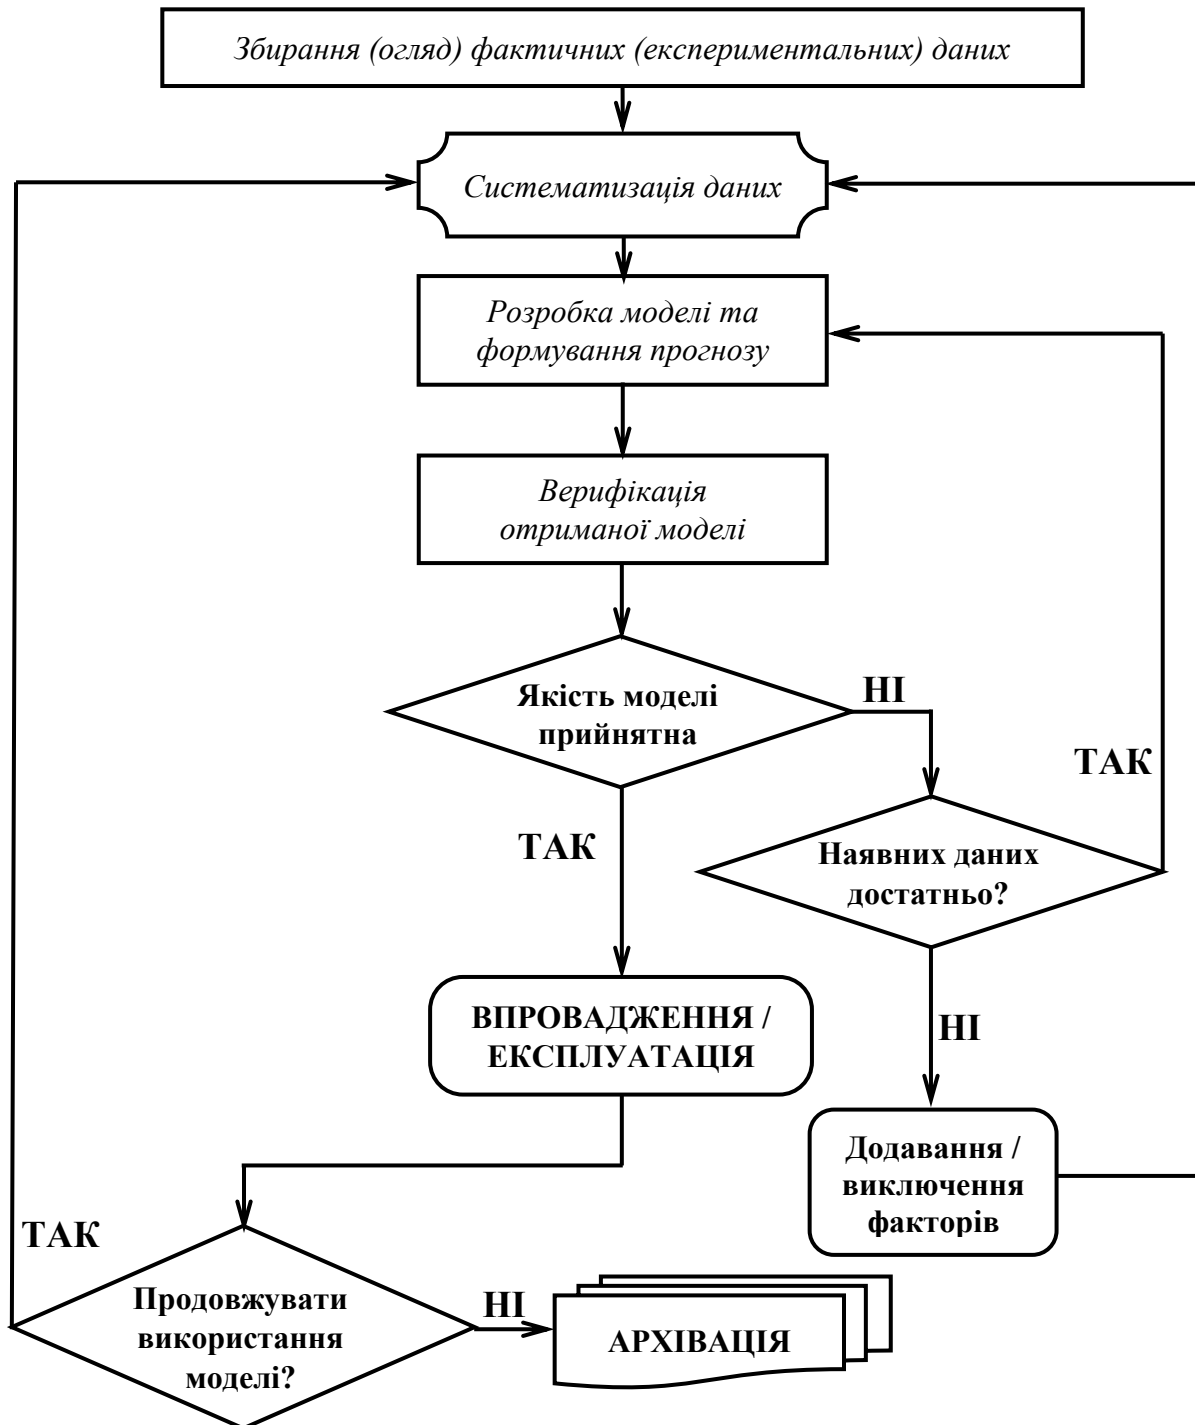 Збирання (огляд) фактичних (експериментальних) даних
Систематизація даних
Розробка моделі та
формування прогнозу
Верифікація
отриманої моделі
Якість моделі
прийнятна
НІ
ТАК
ТАК
Наявних даних
достатньо?
ВПРОВАДЖЕННЯ /
ЕКСПЛУАТАЦІЯ
НІ
Додавання /
виключення
факторів
ТАК
Продовжувати
використання
моделі?
НІ
АРХІВАЦІЯ